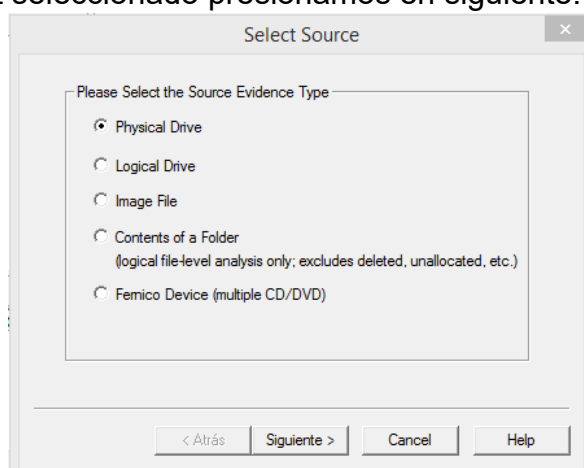 seleccionado presionamos en siguiente.
Select Source
Please Select the Source Evidence Type
Physical Drive
Logical Drive
Image File
Contents of a Folder
(logical file-level analysis only; excludes deleted, unallocated, etc.)
Fernico Device (multiple CD/DVD)
< Atrás Siguiente > Cancel Help